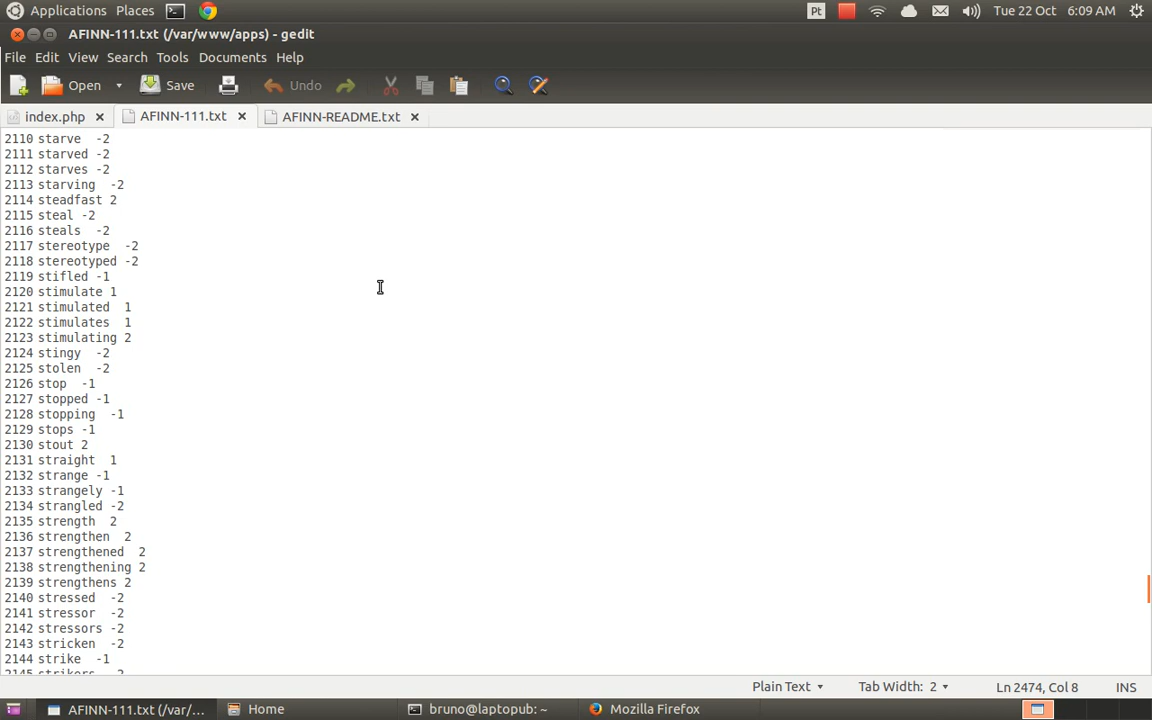 Applications Places Pt Tue 22 Oct 6:09 AM
AFINN-111.txt (/var/www/apps) - gedit
File Edit View Search Tools Documents Help
Open Save Undo
index.php AFINN-111.txt AFINN-README.txt
2110 starve -2
2111 starved -2
2112 starves -2
2113 starving -2
2114 steadfast 2
2115 steal -2
2116 steals -2
2117 stereotype -2
2118 stereotyped -2
2119 stifled -1
2120 stimulate 1
2121 stimulated 1
2122 stimulates 1
2123 stimulating 2
2124 stingy -2
2125 stolen -2
2126 stop -1
2127 stopped -1
2128 stopping -1
2129 stops -1
2130 stout 2
2131 straight 1
2132 strange -1
2133 strangely -1
2134 strangled -2
2135 strength 2
2136 strengthen 2
2137 strengthened 2
2138 strengthening 2
2139 strengthens 2
2140 stressed -2
2141 stressor -2
2142 stressors -2
2143 stricken -2
2144 strike -1
2145 strikers -2
Plain Text Tab Width: 2 Ln 2474, Col 8 INS
AFINN-111.txt (/var/... Home bruno@laptopub: ~ Mozilla Firefox